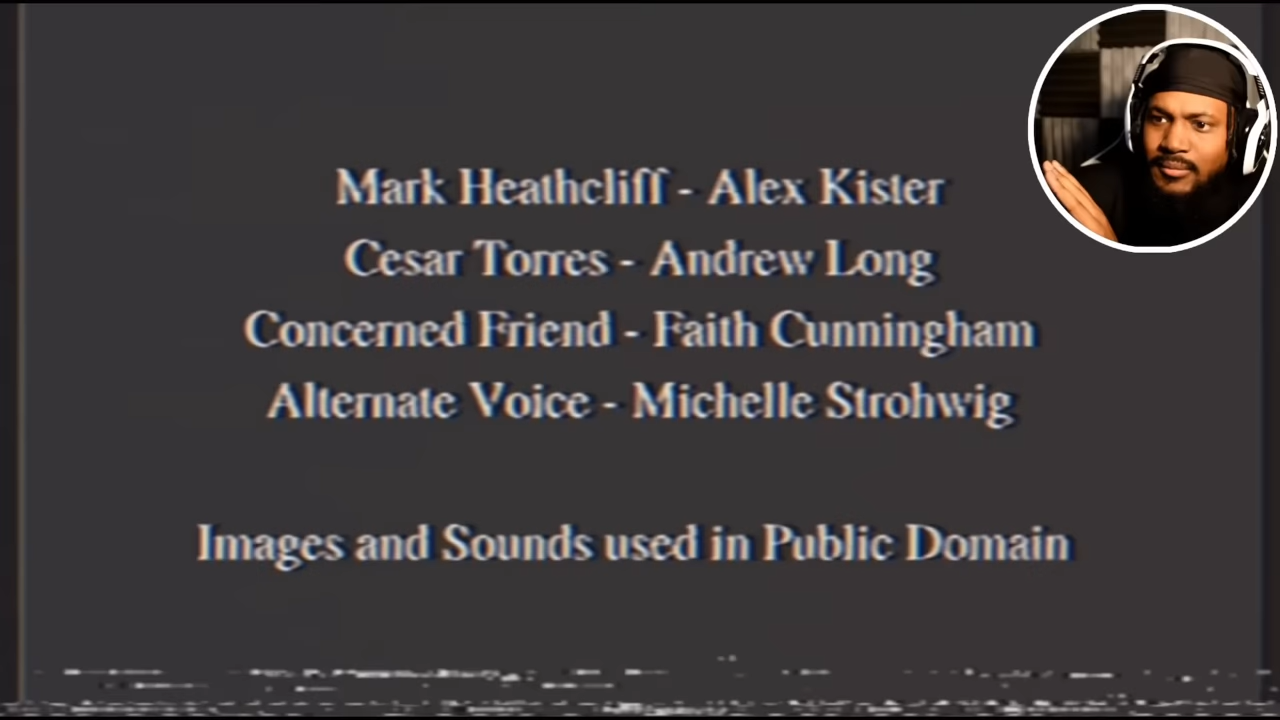 Mark Heathcliff - Alex Kister
Cesar Torres - Andrew Long
Concerned Friend - Faith Cunningham
Alternate Voice - Michelle Strohwig
Images and Sounds used in Public Domain